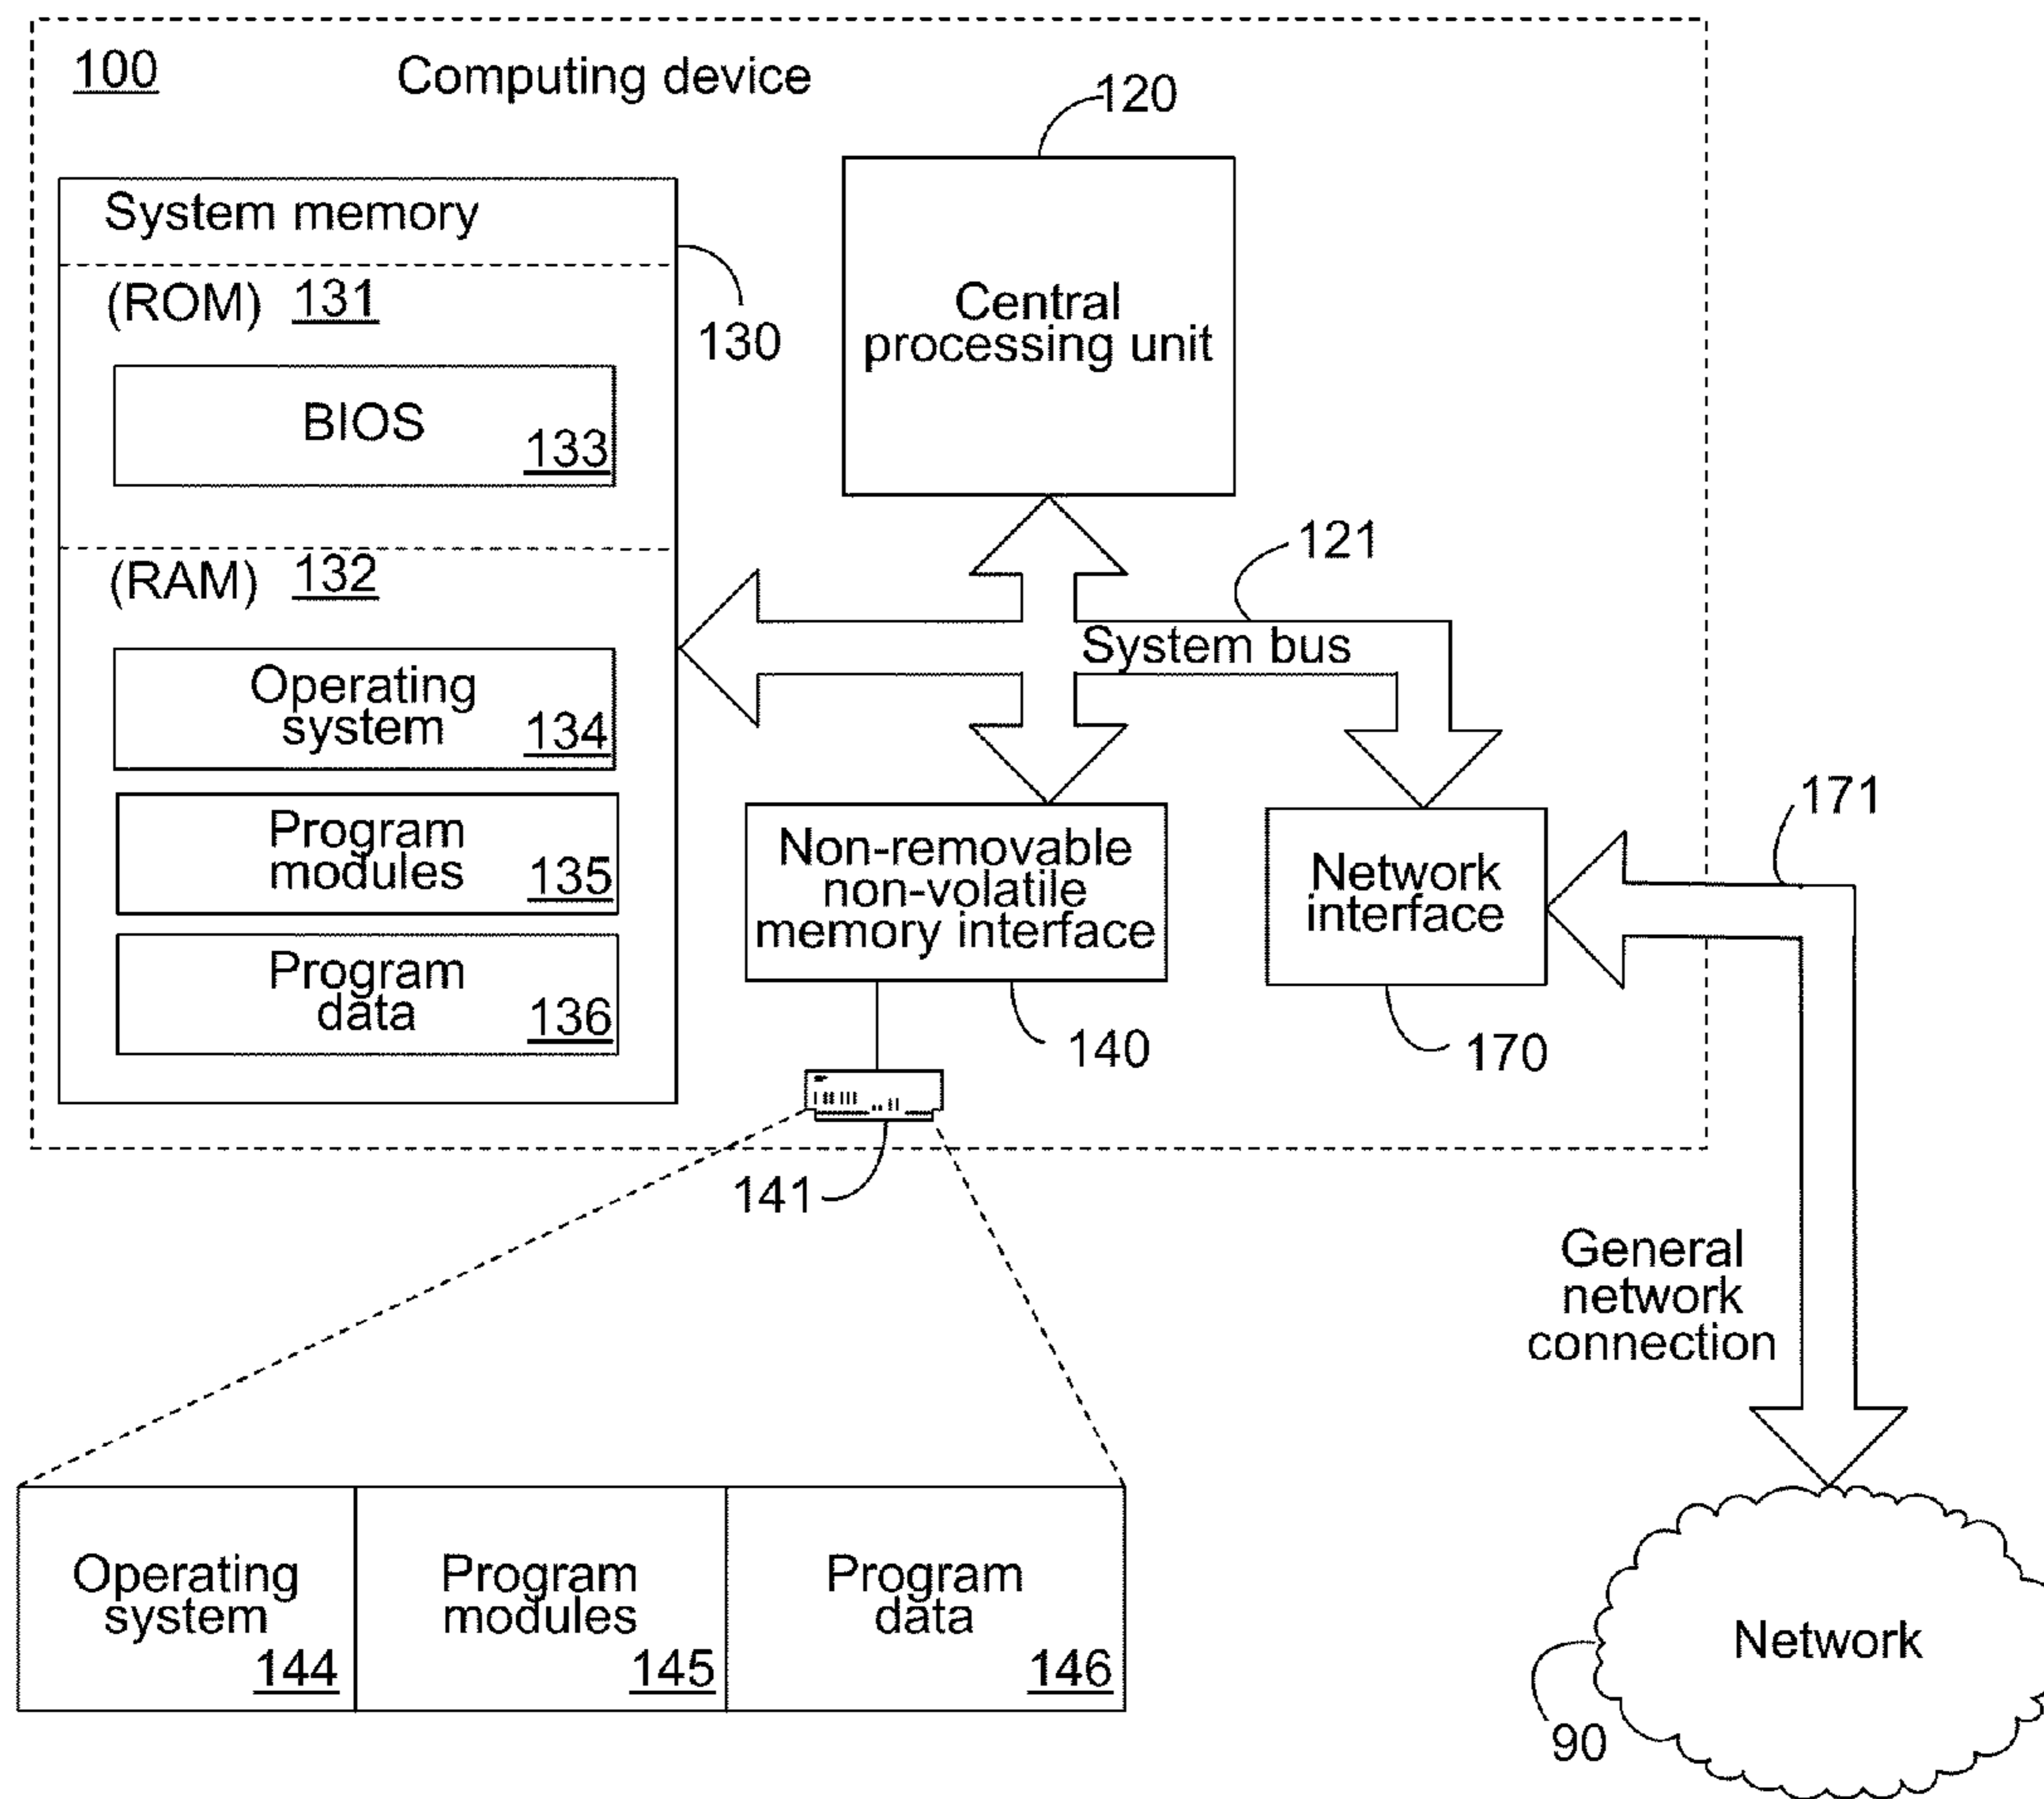 100
Computing device
120
System memory
(ROM) 131
130
BIOS
133
Central
processing unit
121
(RAM) 132
System bus
Operating
system
134
Program
modules
135
Program
data
136
Non-removable
non-volatile
memory interface
140
Network
interface
170
171
141
General
network
connection
Operating
system
144
Program
modules
145
Program
data
146
Network
90